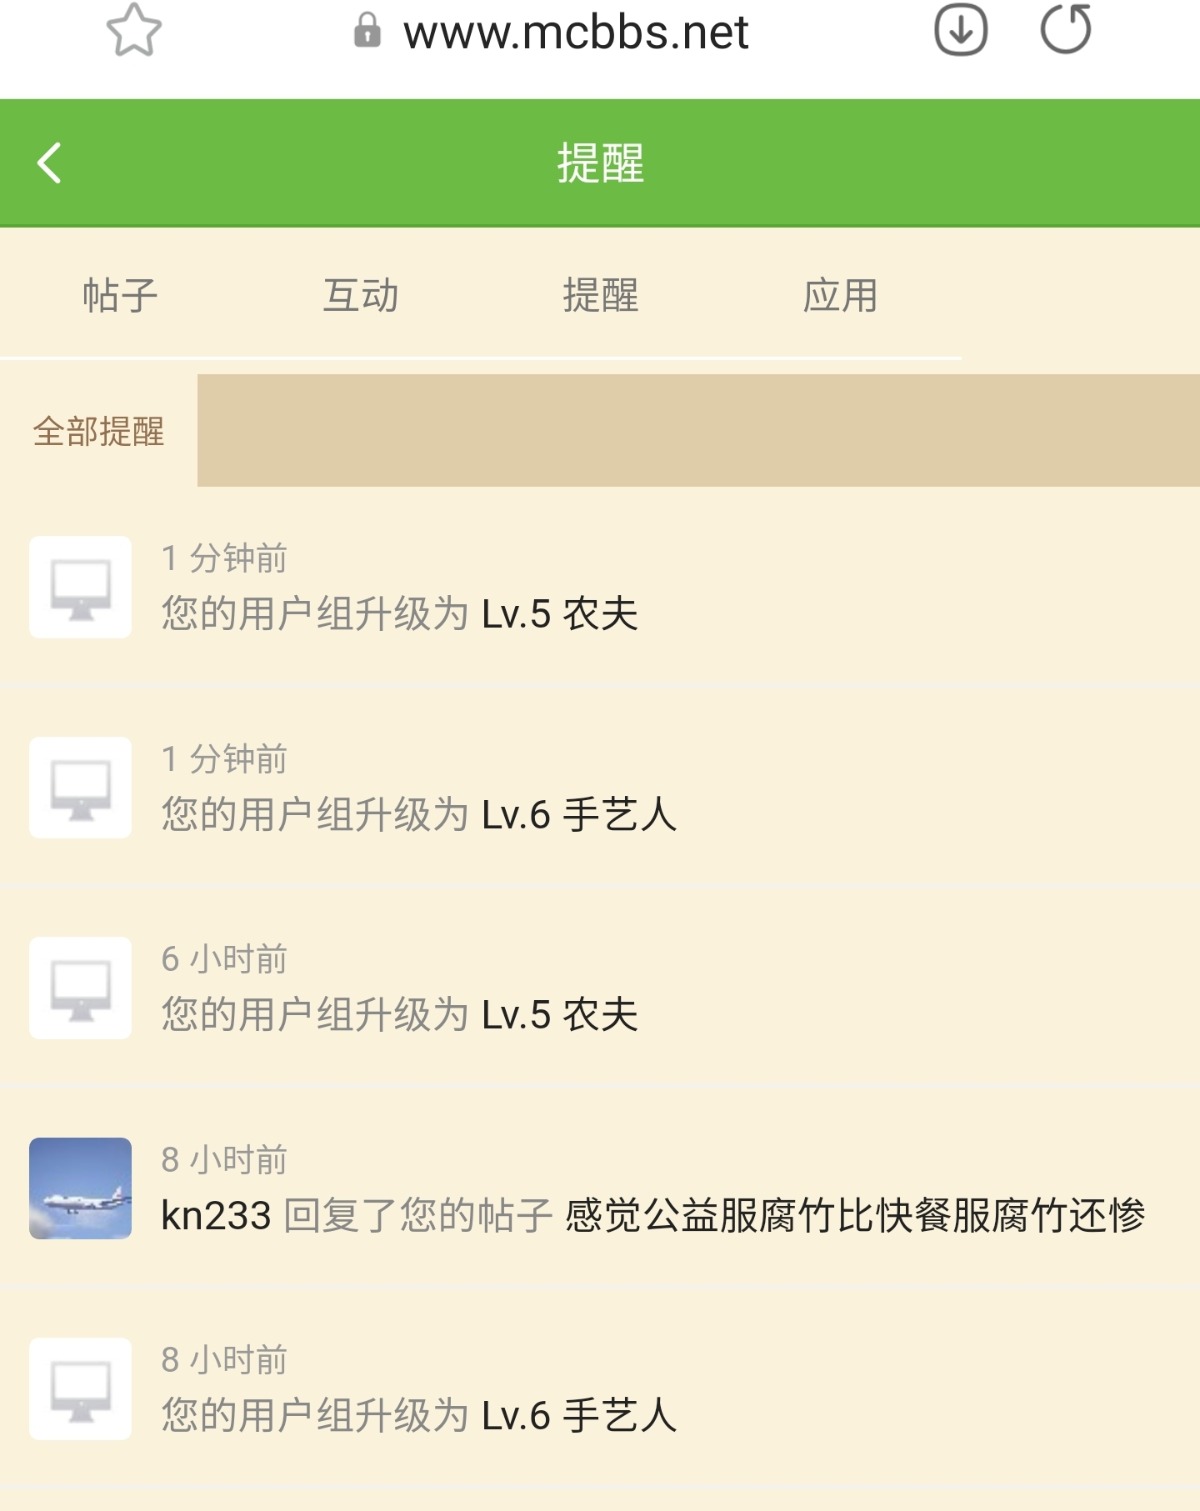 www.mcbbs.net
提醒
帖子 互动 提醒 应用
全部提醒
1 分钟前
您的用户组升级为 Lv.5 农夫
1 分钟前
您的用户组升级为 Lv.6 手艺人
6 小时前
您的用户组升级为 Lv.5 农夫
8 小时前
kn233 回复了您的帖子 感觉公益服腐竹比快餐服腐竹还惨
8 小时前
您的用户组升级为 Lv.6 手艺人